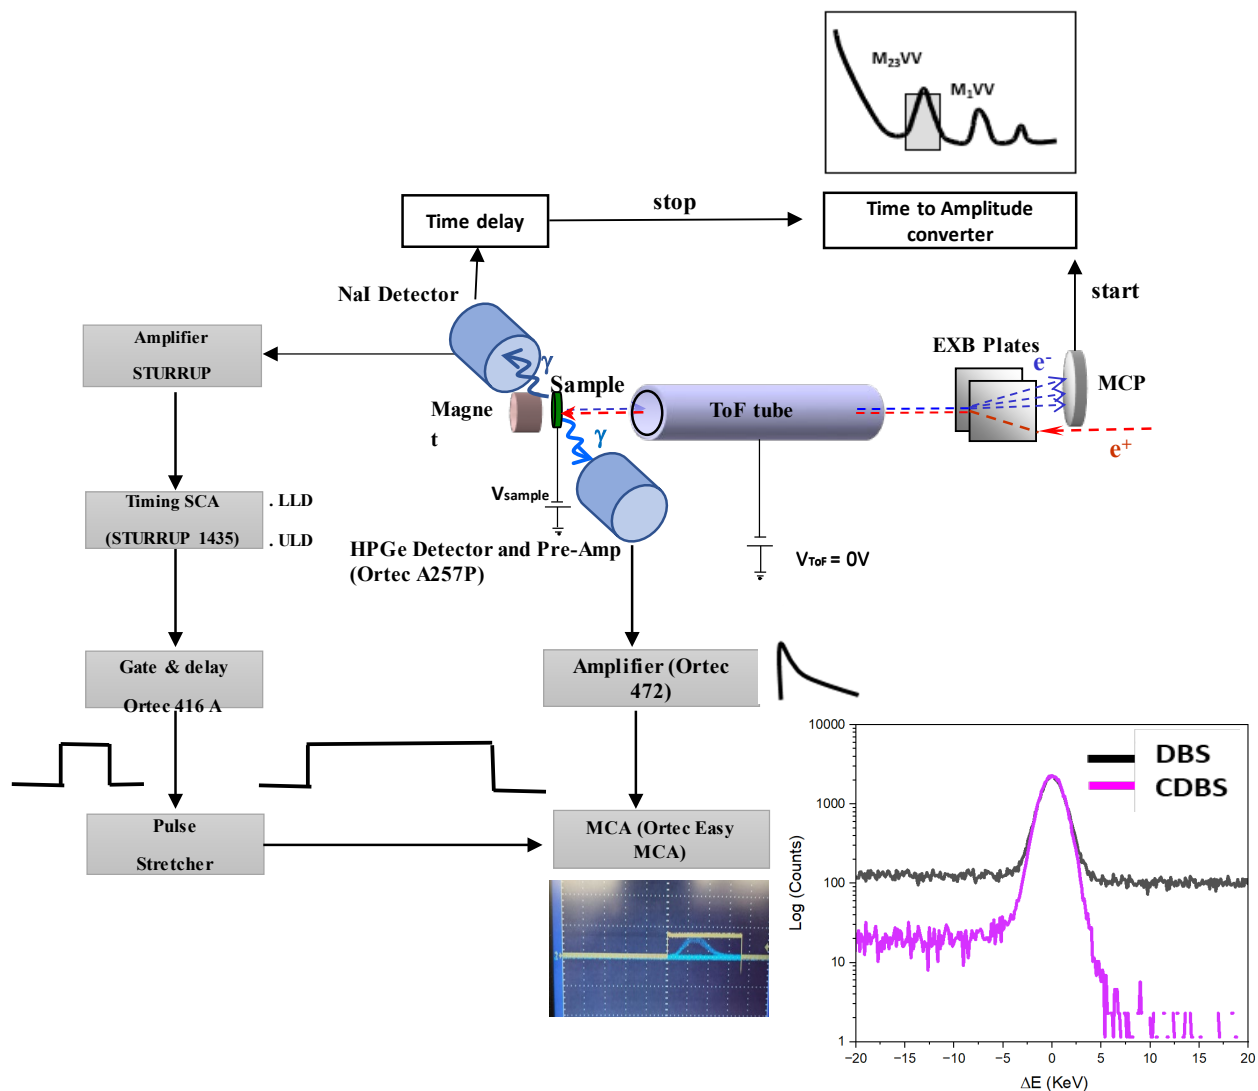 M₂₃VV
M₁VV
Time delay
stop
Time to Amplitude
converter
NaI Detector
start
Amplifier
STURRUP
EXB Plates
e⁻
γ
Sample
MCP
Magne
t
ToF tube
γ
e⁺
Vsample
Timing SCA
(STURRUP 1435)
. LLD
. ULD
HPGe Detector and Pre-Amp
(Ortec A257P)
VToF = 0V
Gate & delay
Ortec 416 A
Amplifier (Ortec
472)
Pulse
Stretcher
MCA (Ortec Easy
MCA)
DBS
CDBS
Log (Counts)
10000
1000
100
10
1
−20
−15
−10
−5
0
5
10
15
20
ΔE (KeV)